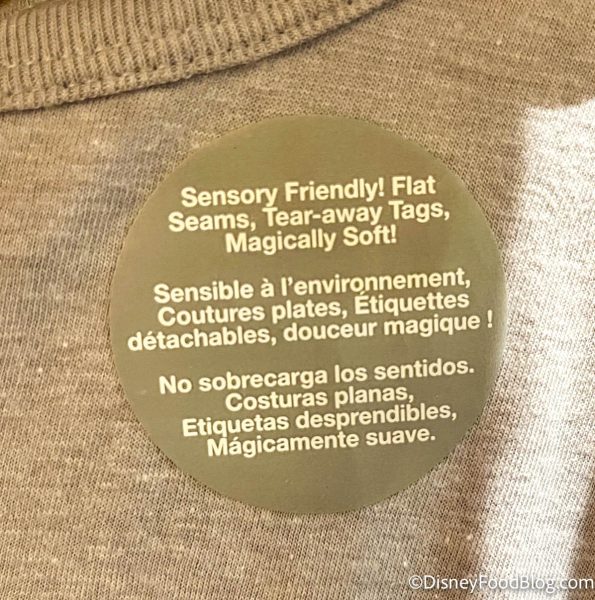 Sensory Friendly! Flat
Seams, Tear-away Tags,
Magically Soft!
Sensible à l'environnement,
Coutures plates, Étiquettes
détachables, douceur magique !
No sobrecarga los sentidos.
Costuras planas,
Etiquetas desprendibles,
Mágicamente suave.
©DisneyFoodBlog.com